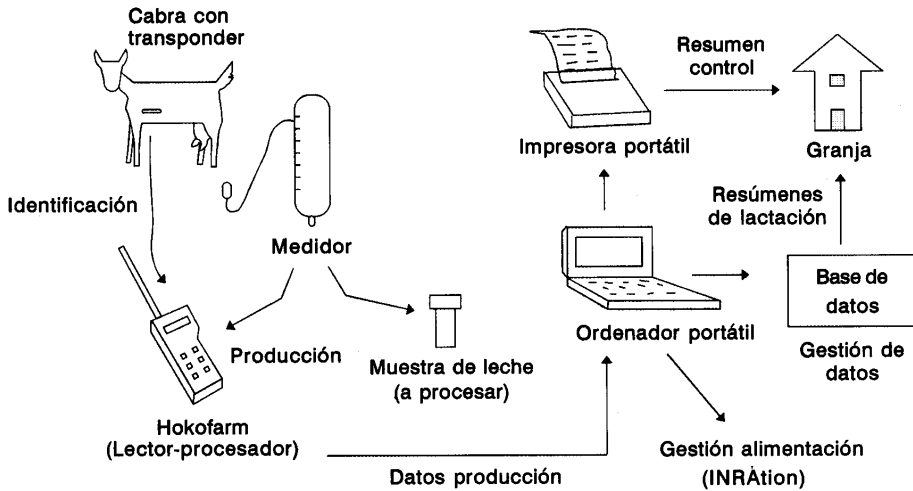 Cabra con
transponder
Identificación
Medidor
Producción
Muestra de leche
(a procesar)
Hokofarm
(Lector-procesador)
Datos producción
Impresora portátil
Resumen
control
Granja
Resúmenes
de lactación
Ordenador portátil
Base de
datos
Gestión de
datos
Gestión alimentación
(INRÀtion)